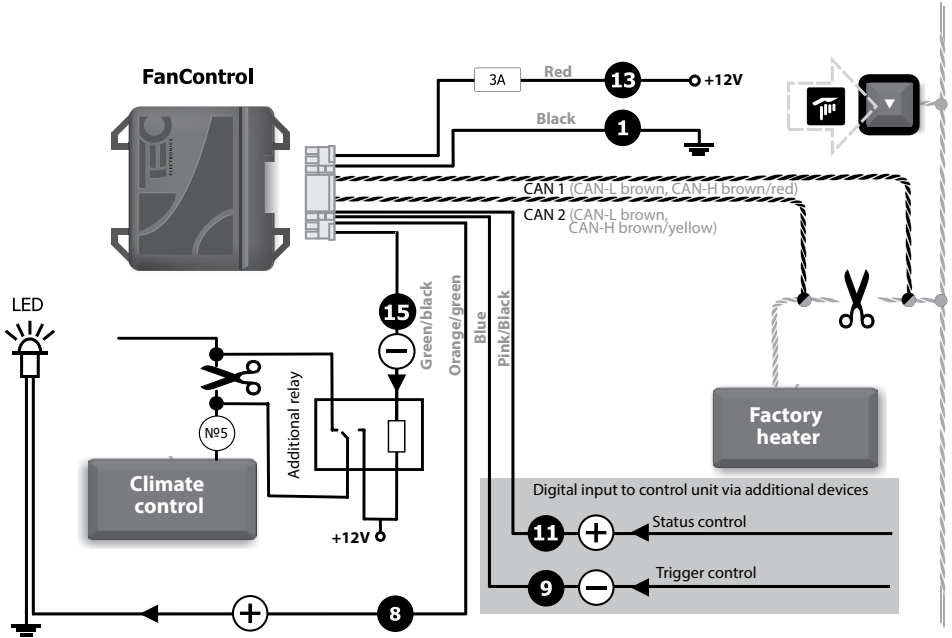 FanControl
TEC
ELECTRONICS
3A
Red
13
+12V
Black
1
CAN 1 (CAN-L brown, CAN-H brown/red)
CAN 2 (CAN-L brown,
CAN-H brown/yellow)
LED
15
Green/black
Orange/green
Blue
Pink/Black
Additional relay
№5
Climate
control
+12V
Factory
heater
Digital input to control unit via additional devices
11
Status control
9
Trigger control
8